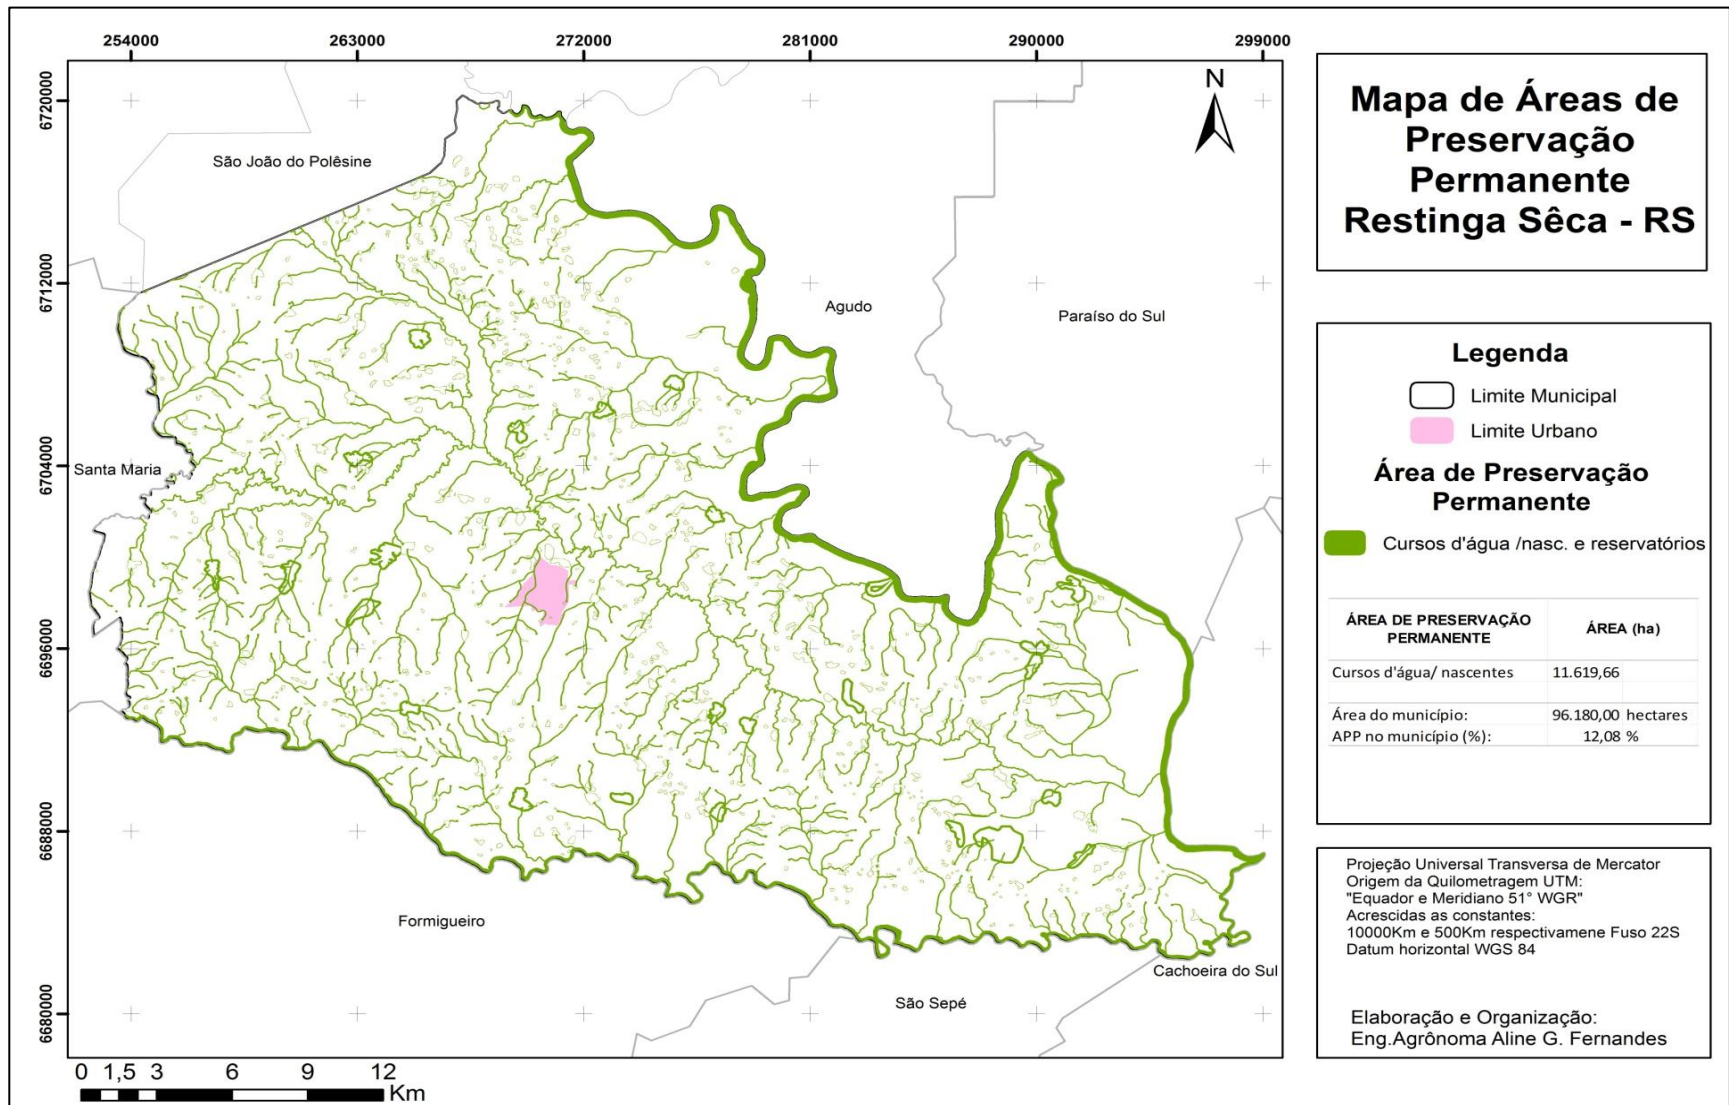 254000 263000 272000 281000 290000 299000
6720000
6712000
6704000
6696000
6688000
6680000
N
São João do Polêsine
Agudo
Paraíso do Sul
Santa Maria
Formigueiro
São Sepé
Cachoeira do Sul
0 1,5 3 6 9 12
Km
Mapa de Áreas de
Preservação
Permanente
Restinga Sêca - RS
Legenda
Limite Municipal
Limite Urbano
Área de Preservação
Permanente
Cursos d'água /nasc. e reservatórios
ÁREA DE PRESERVAÇÃO
PERMANENTE
ÁREA (ha)
Cursos d'água/ nascentes 11.619,66
Área do município: 96.180,00 hectares
APP no município (%): 12,08 %
Projeção Universal Transversa de Mercator
Origem da Quilometragem UTM:
"Equador e Meridiano 51° WGR"
Acrescidas as constantes:
10000Km e 500Km respectivamene Fuso 22S
Datum horizontal WGS 84
Elaboração e Organização:
Eng.Agrônoma Aline G. Fernandes